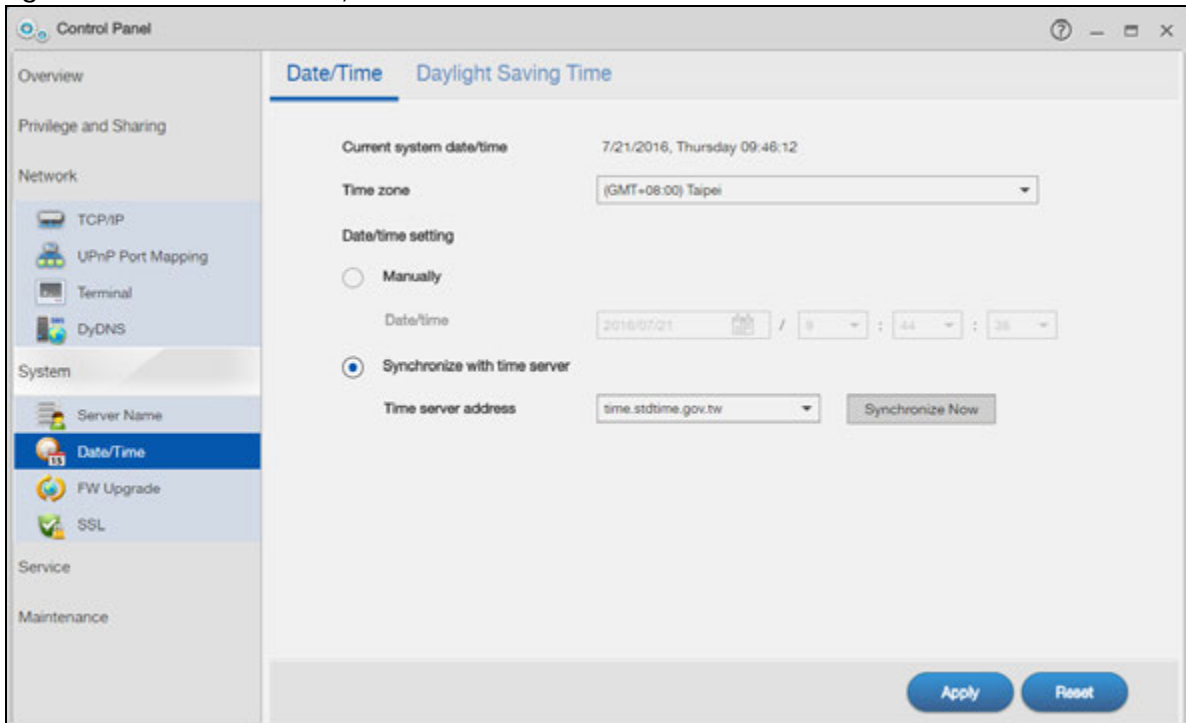 Control Panel
Overview
Privilege and Sharing
Network
TCP/IP
UPnP Port Mapping
Terminal
DyDNS
System
Server Name
Date/Time
FW Upgrade
SSL
Service
Maintenance
Date/Time Daylight Saving Time
Current system date/time 7/21/2016, Thursday 09:46:12
Time zone (GMT+08:00) Taipei
Date/time setting
Manually
Date/time 2016/07/21 / 9 : 44 :
Synchronize with time server
Time server address time.stdtime.gov.tw Synchronize Now
Apply Reset